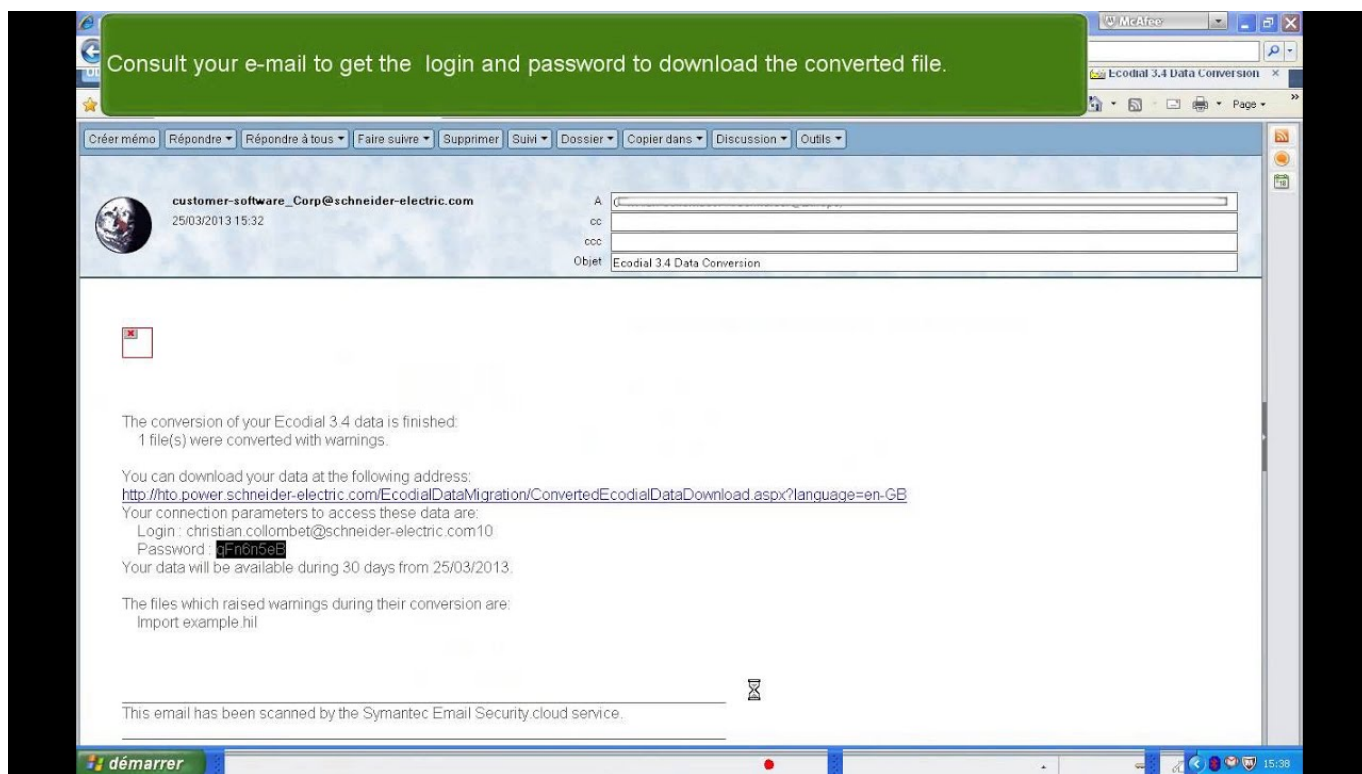 McAfee
Consult your e-mail to get the login and password to download the converted file.
Ecodial 3.4 Data Conversion
Page
Créer mémo Répondre Répondre à tous Faire suivre Supprimer Suivi Dossier Copier dans Discussion Outils
customer-software_Corp@schneider-electric.com A
25/03/2013 15:32 cc
ccc
Objet Ecodial 3.4 Data Conversion
The conversion of your Ecodial 3.4 data is finished:
1 file(s) were converted with warnings.
You can download your data at the following address:
http://hto.power.schneider-electric.com/EcodialDataMigration/ConvertedEcodialDataDownload.aspx?language=en-GB
Your connection parameters to access these data are:
Login : christian.collombet@schneider-electric.com10
Password : qFn6n5eB
Your data will be available during 30 days from 25/03/2013.
The files which raised warnings during their conversion are:
Import example.hil
This email has been scanned by the Symantec Email Security.cloud service.
démarrer 15:38